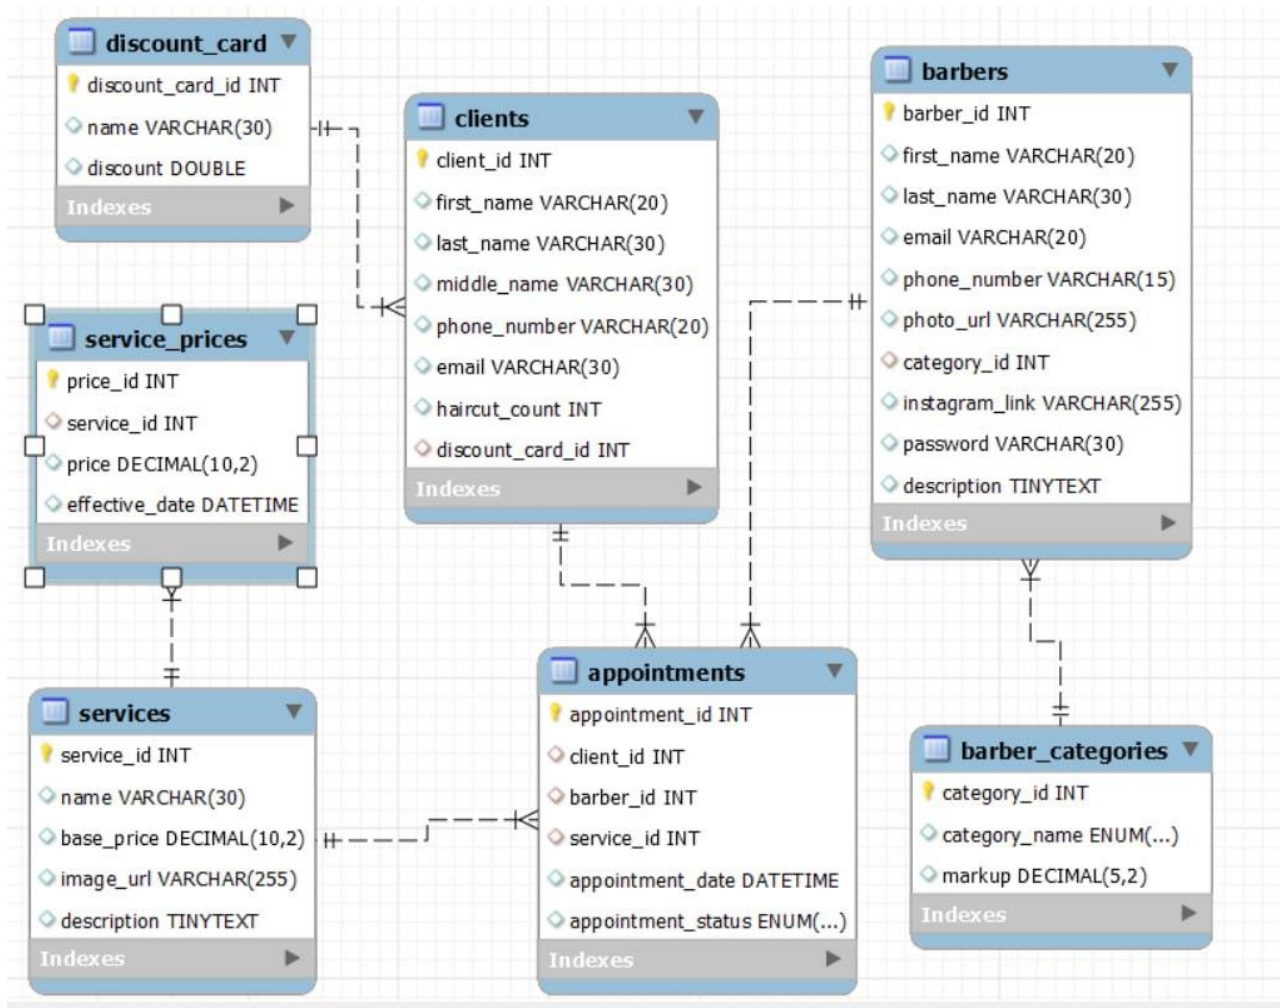 discount_card
discount_card_id INT
name VARCHAR(30)
discount DOUBLE
Indexes
clients
client_id INT
first_name VARCHAR(20)
last_name VARCHAR(30)
middle_name VARCHAR(30)
phone_number VARCHAR(20)
email VARCHAR(30)
haircut_count INT
discount_card_id INT
Indexes
barbers
barber_id INT
first_name VARCHAR(20)
last_name VARCHAR(30)
email VARCHAR(20)
phone_number VARCHAR(15)
photo_url VARCHAR(255)
category_id INT
instagram_link VARCHAR(255)
password VARCHAR(30)
description TINYTEXT
Indexes
service_prices
price_id INT
service_id INT
price DECIMAL(10,2)
effective_date DATETIME
Indexes
services
service_id INT
name VARCHAR(30)
base_price DECIMAL(10,2)
image_url VARCHAR(255)
description TINYTEXT
Indexes
appointments
appointment_id INT
client_id INT
barber_id INT
service_id INT
appointment_date DATETIME
appointment_status ENUM(...)
Indexes
barber_categories
category_id INT
category_name ENUM(...)
markup DECIMAL(5,2)
Indexes